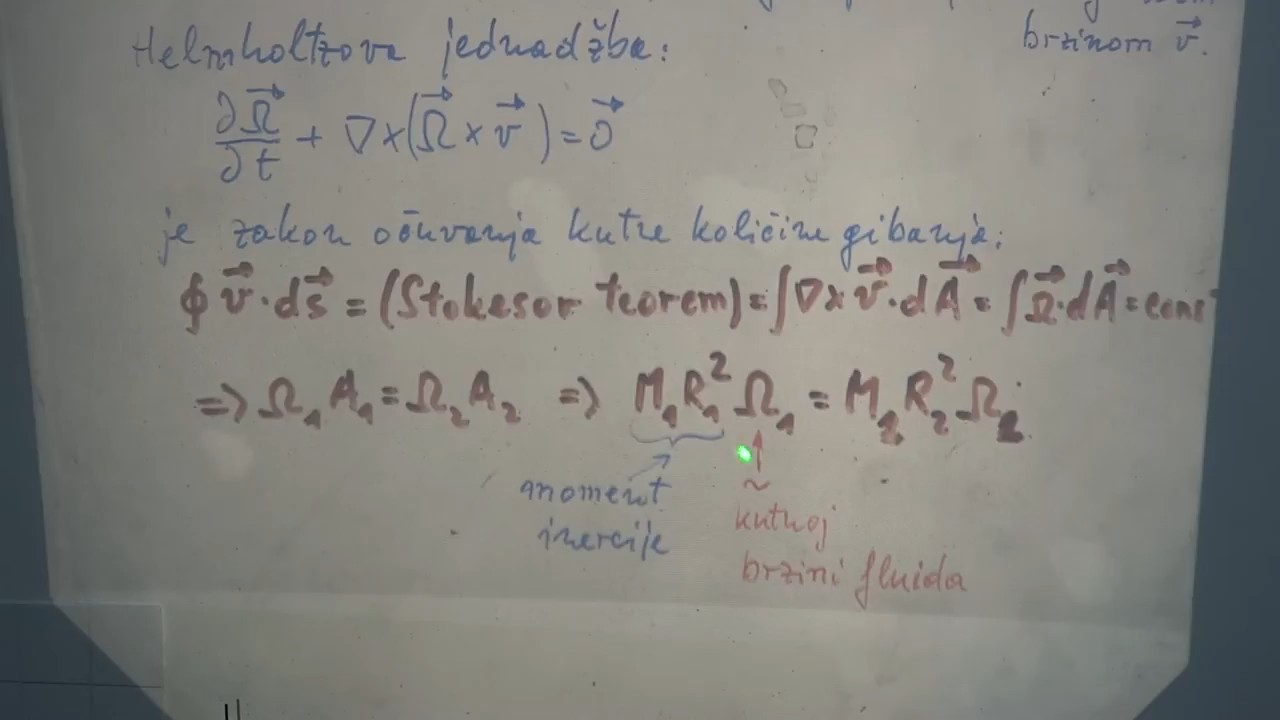 brzinom v⃗.
Helmholtzova jednadžba:
∂Ω⃗/∂t + ∇×(Ω⃗×v⃗) = 0⃗
je zakon očuvanja kutne količine gibanja:
∮v⃗·ds⃗ = (Stokesov teorem) = ∫∇×v⃗·dA⃗ = ∫Ω⃗·dA⃗ = const
=> Ω₁A₁ = Ω₂A₂ => M₁R₁²Ω₁ = M₂R₂²Ω₂
moment
inercije
~
kutnoj
brzini fluida